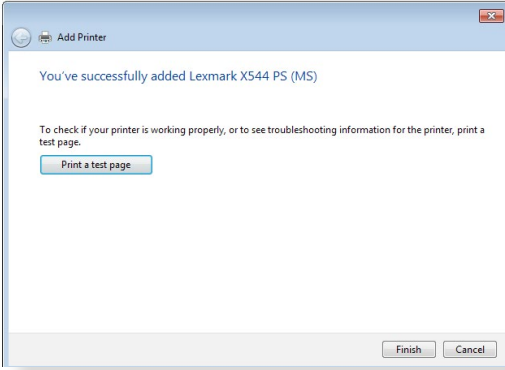 Add Printer
You've successfully added Lexmark X544 PS (MS)
To check if your printer is working properly, or to see troubleshooting information for the printer, print a
test page.
Print a test page
Finish Cancel